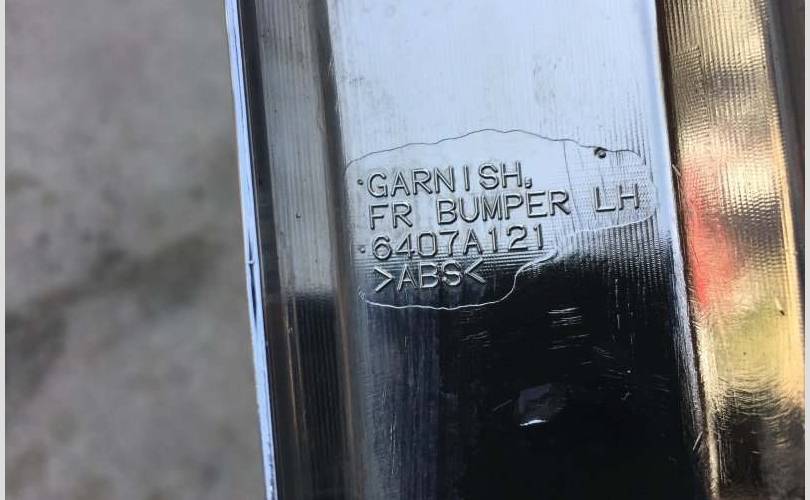 GARNISH,
FR BUMPER LH
6407A121
>ABS<